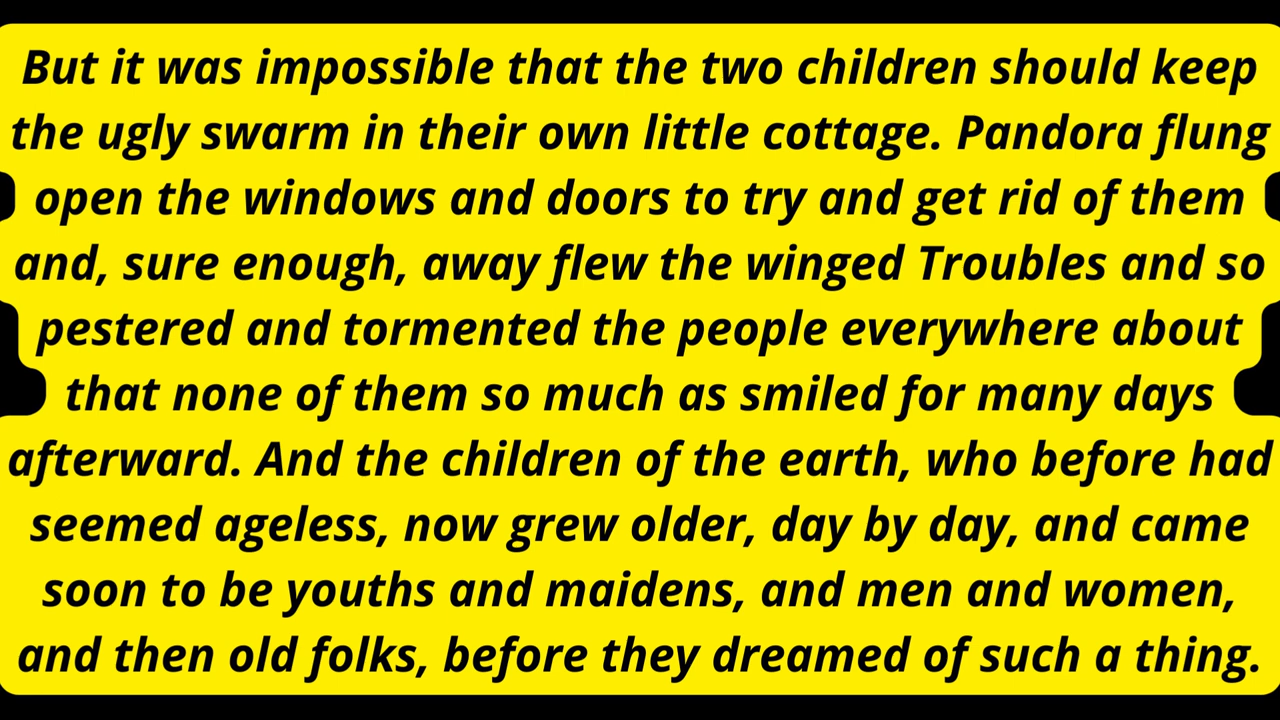 But it was impossible that the two children should keep
the ugly swarm in their own little cottage. Pandora flung
open the windows and doors to try and get rid of them
and, sure enough, away flew the winged Troubles and so
pestered and tormented the people everywhere about
that none of them so much as smiled for many days
afterward. And the children of the earth, who before had
seemed ageless, now grew older, day by day, and came
soon to be youths and maidens, and men and women,
and then old folks, before they dreamed of such a thing.